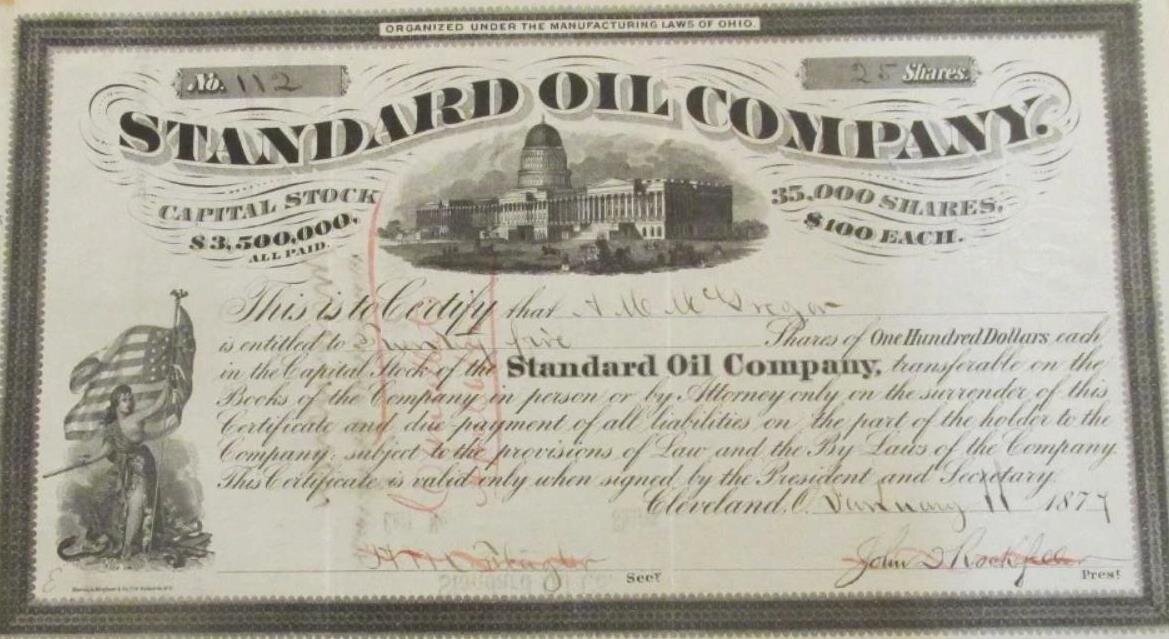 ORGANIZED UNDER THE MANUFACTURING LAWS OF OHIO.
No. 112
25 Shares.
STANDARD OIL COMPANY.
CAPITAL STOCK
$3,500,000,
ALL PAID.
35,000 SHARES,
$100 EACH.
This is to Certify that A. M. McGregor
is entitled to Twenty five Shares of One Hundred Dollars each
in the Capital Stock of the Standard Oil Company, transferable on the
Books of the Company in person or by Attorney only on the surrender of this
Certificate and due payment of all liabilities on the part of the holder to the
Company, subject to the provisions of Law and the By Laws of the Company.
This Certificate is valid only when signed by the President and Secretary.
Cleveland, O. January 11 1877
H M Flagler Secy
John D Rockefeller Prest